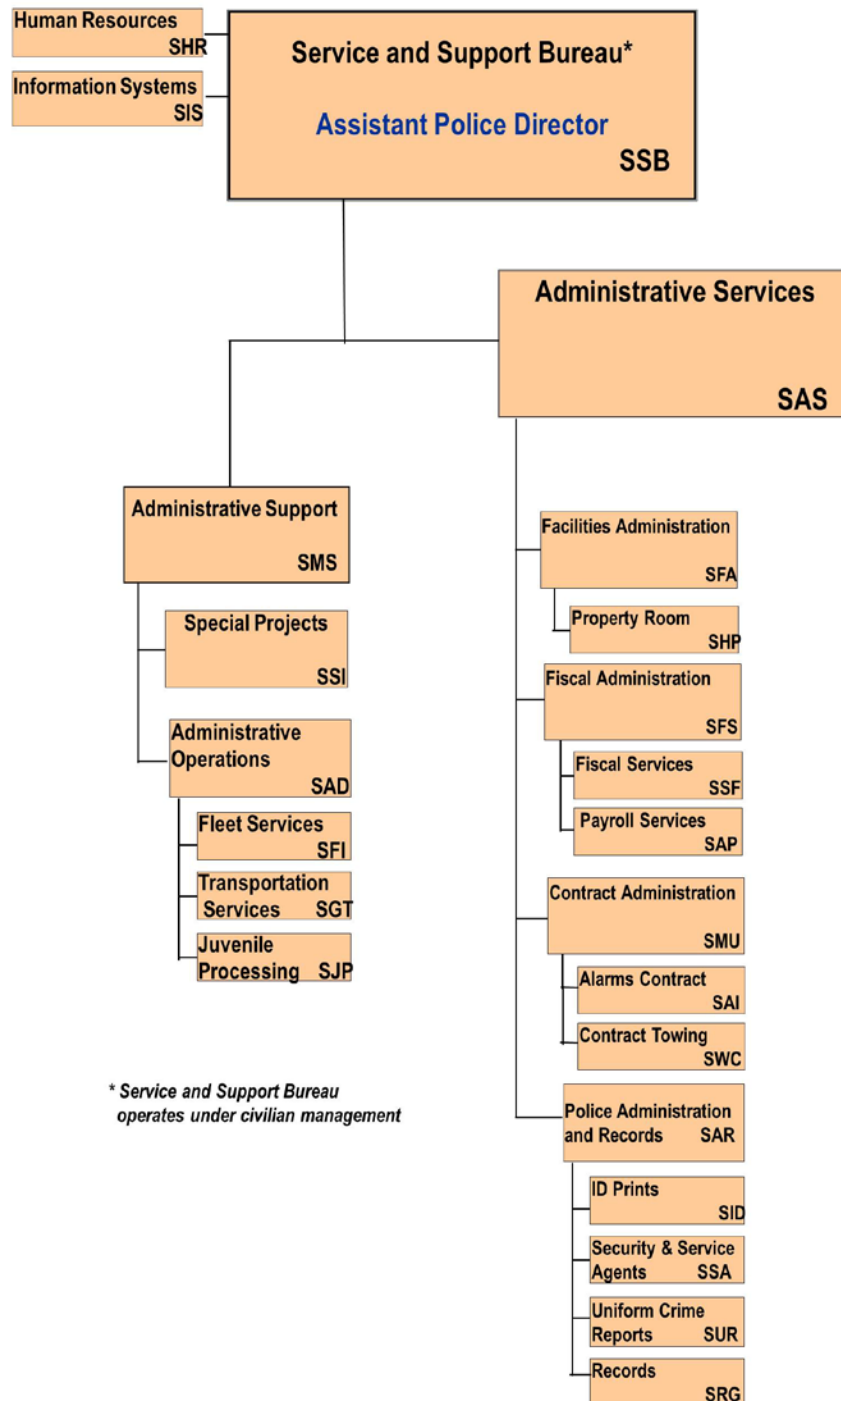 Human Resources
SHR
Information Systems
SIS
Service and Support Bureau*
Assistant Police Director
SSB
Administrative Services
SAS
Administrative Support
SMS
Special Projects
SSI
Administrative
Operations
SAD
Fleet Services
SFI
Transportation
Services SGT
Juvenile
Processing SJP
* Service and Support Bureau
operates under civilian management
Facilities Administration
SFA
Property Room
SHP
Fiscal Administration
SFS
Fiscal Services
SSF
Payroll Services
SAP
Contract Administration
SMU
Alarms Contract
SAI
Contract Towing
SWC
Police Administration
and Records SAR
ID Prints
SID
Security & Service
Agents SSA
Uniform Crime
Reports SUR
Records
SRG